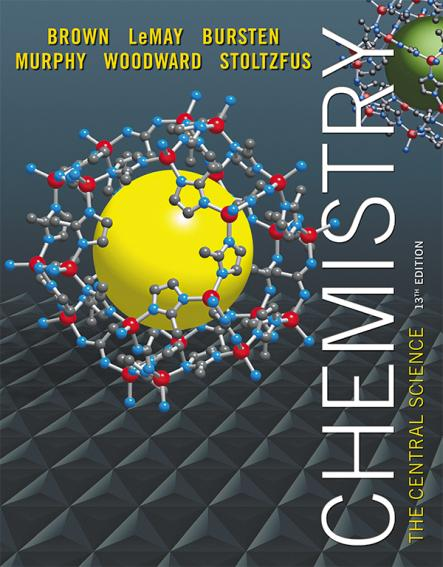 BROWN LeMAY BURSTEN
MURPHY WOODWARD STOLTZFUS
CHEMISTRY
THE CENTRAL SCIENCE 13TH EDITION